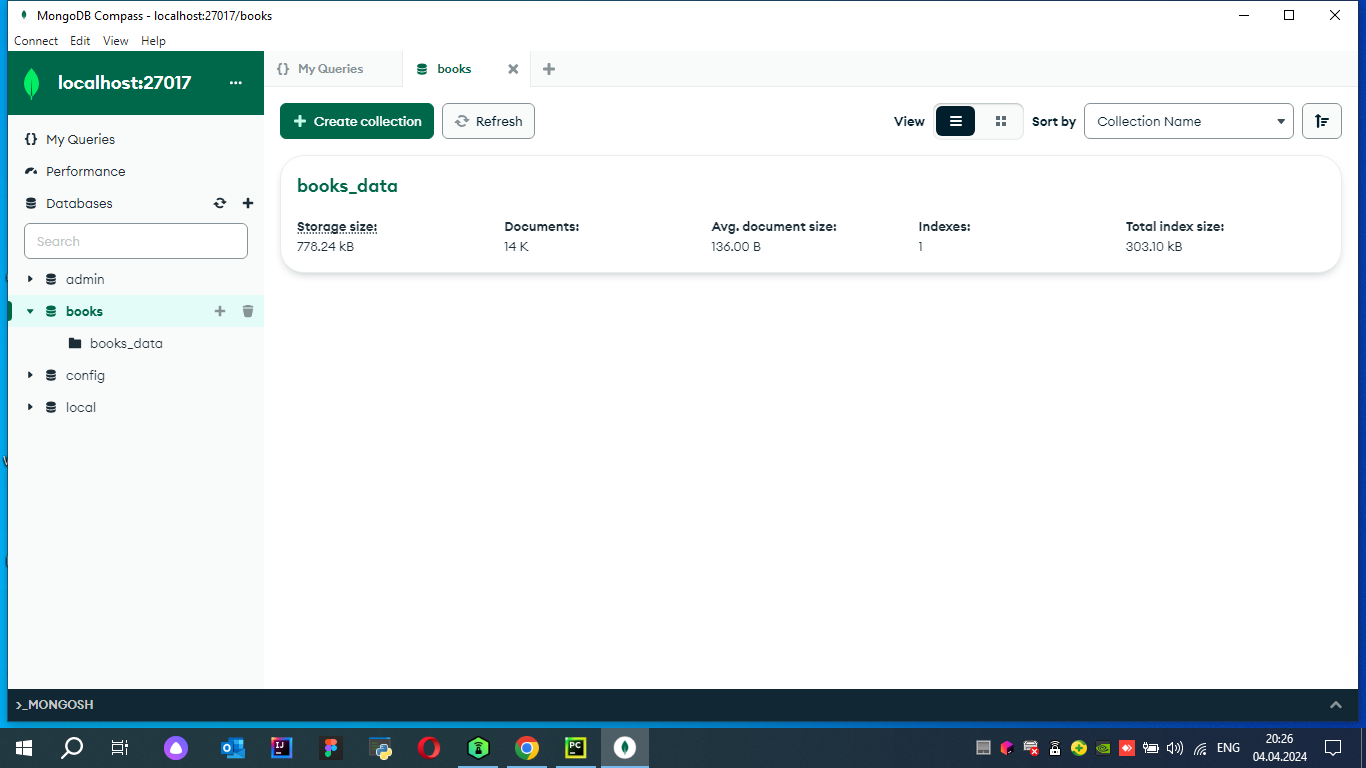 MongoDB Compass - localhost:27017/books
Connect Edit View Help
localhost:27017
My Queries
books
My Queries
Performance
Databases
Search
admin
books
books_data
config
local
Create collection
Refresh
View
Sort by
Collection Name
books_data
Storage size: Documents: Avg. document size: Indexes: Total index size:
778.24 kB 14 K 136.00 B 1 303.10 kB
>_MONGOSH
IJ
PC
ENG
20:26
04.04.2024